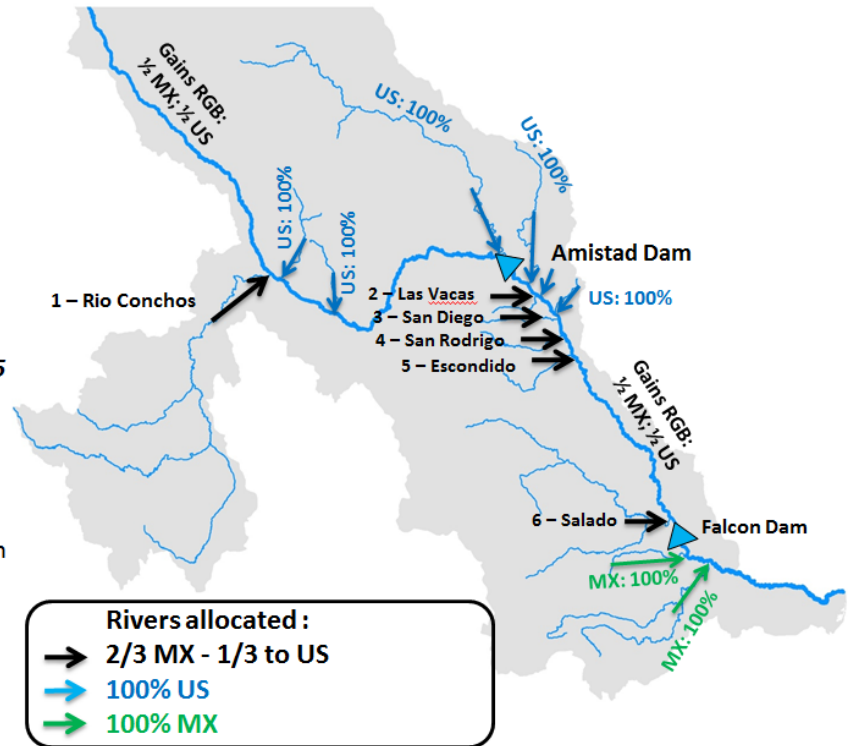 Gains RGB:
½ MX; ½ US
US: 100%
US: 100%
US: 100%
US: 100%
Amistad Dam
1 – Rio Conchos
2 – Las Vacas
US: 100%
3 – San Diego
4 – San Rodrigo
5
5 – Escondido
Gains RGB:
½ MX; ½ US
6 – Salado
Falcon Dam
MX: 100%
MX: 100%
Rivers allocated :
2/3 MX - 1/3 to US
100% US
100% MX